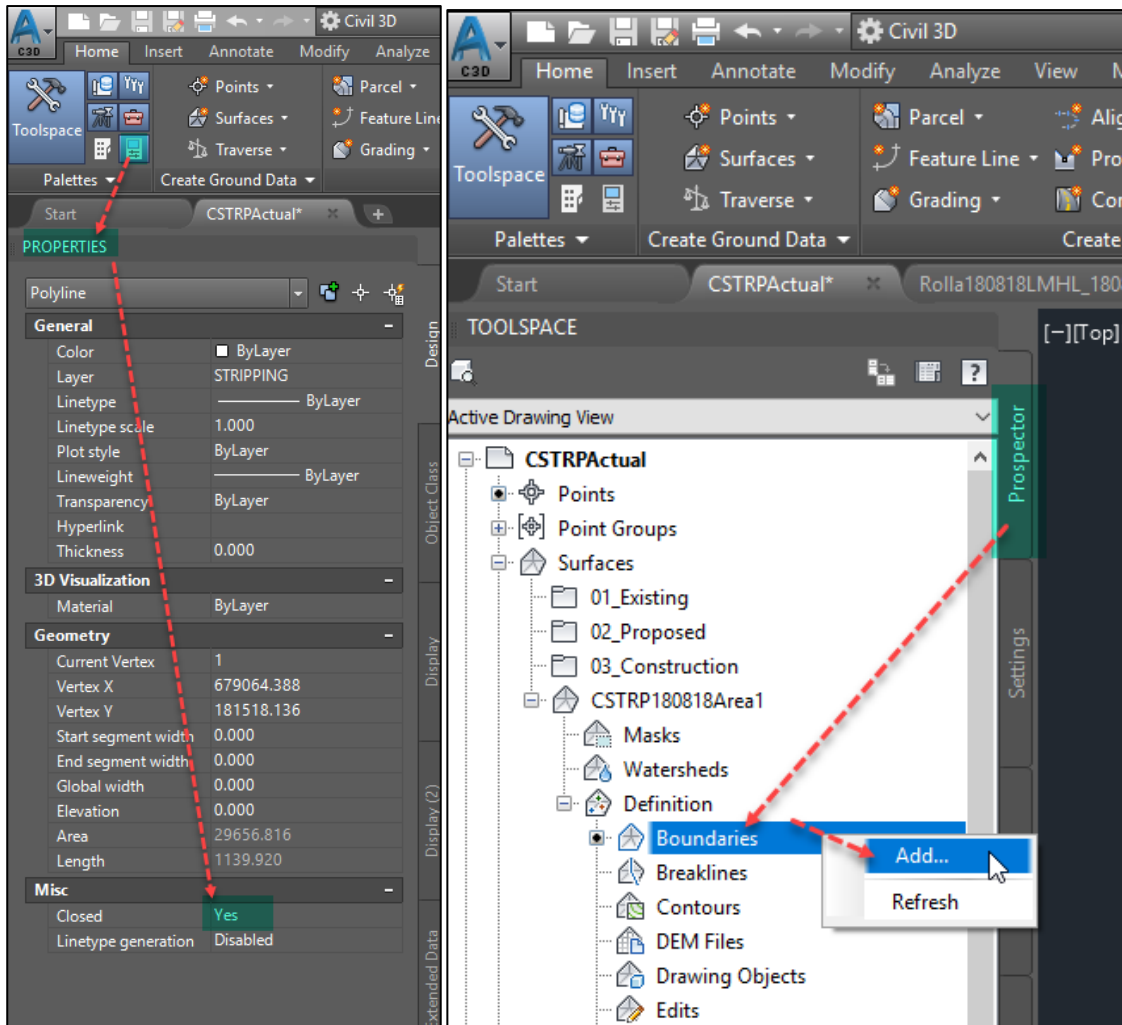 C3D
Civil 3D
Home Insert Annotate Modify Analyze
Toolspace
Points
Surfaces
Traverse
Parcel
Feature Line
Grading
Palettes
Create Ground Data
Start
CSTRPActual*
PROPERTIES
Polyline
General
Color ByLayer
Layer STRIPPING
Linetype ByLayer
Linetype scale 1.000
Plot style ByLayer
Lineweight ByLayer
Transparency ByLayer
Hyperlink
Thickness 0.000
3D Visualization
Material ByLayer
Geometry
Current Vertex 1
Vertex X 679064.388
Vertex Y 181518.136
Start segment width 0.000
End segment width 0.000
Global width 0.000
Elevation 0.000
Area 29656.816
Length 1139.920
Misc
Closed Yes
Linetype generation Disabled
Design
Object Class
Display
Display (2)
Extended Data
C3D
Civil 3D
Home Insert Annotate Modify Analyze View M
Toolspace
Points
Surfaces
Traverse
Parcel
Feature Line
Grading
Alig
Pro
Cor
Palettes
Create Ground Data
Create
Start
CSTRPActual*
Rolla180818LMHL_180
TOOLSPACE
[−][Top]
?
Active Drawing View
CSTRPActual
Points
Point Groups
Surfaces
01_Existing
02_Proposed
03_Construction
CSTRP180818Area1
Masks
Watersheds
Definition
Boundaries
Breaklines
Contours
DEM Files
Drawing Objects
Edits
Add...
Refresh
Prospector
Settings